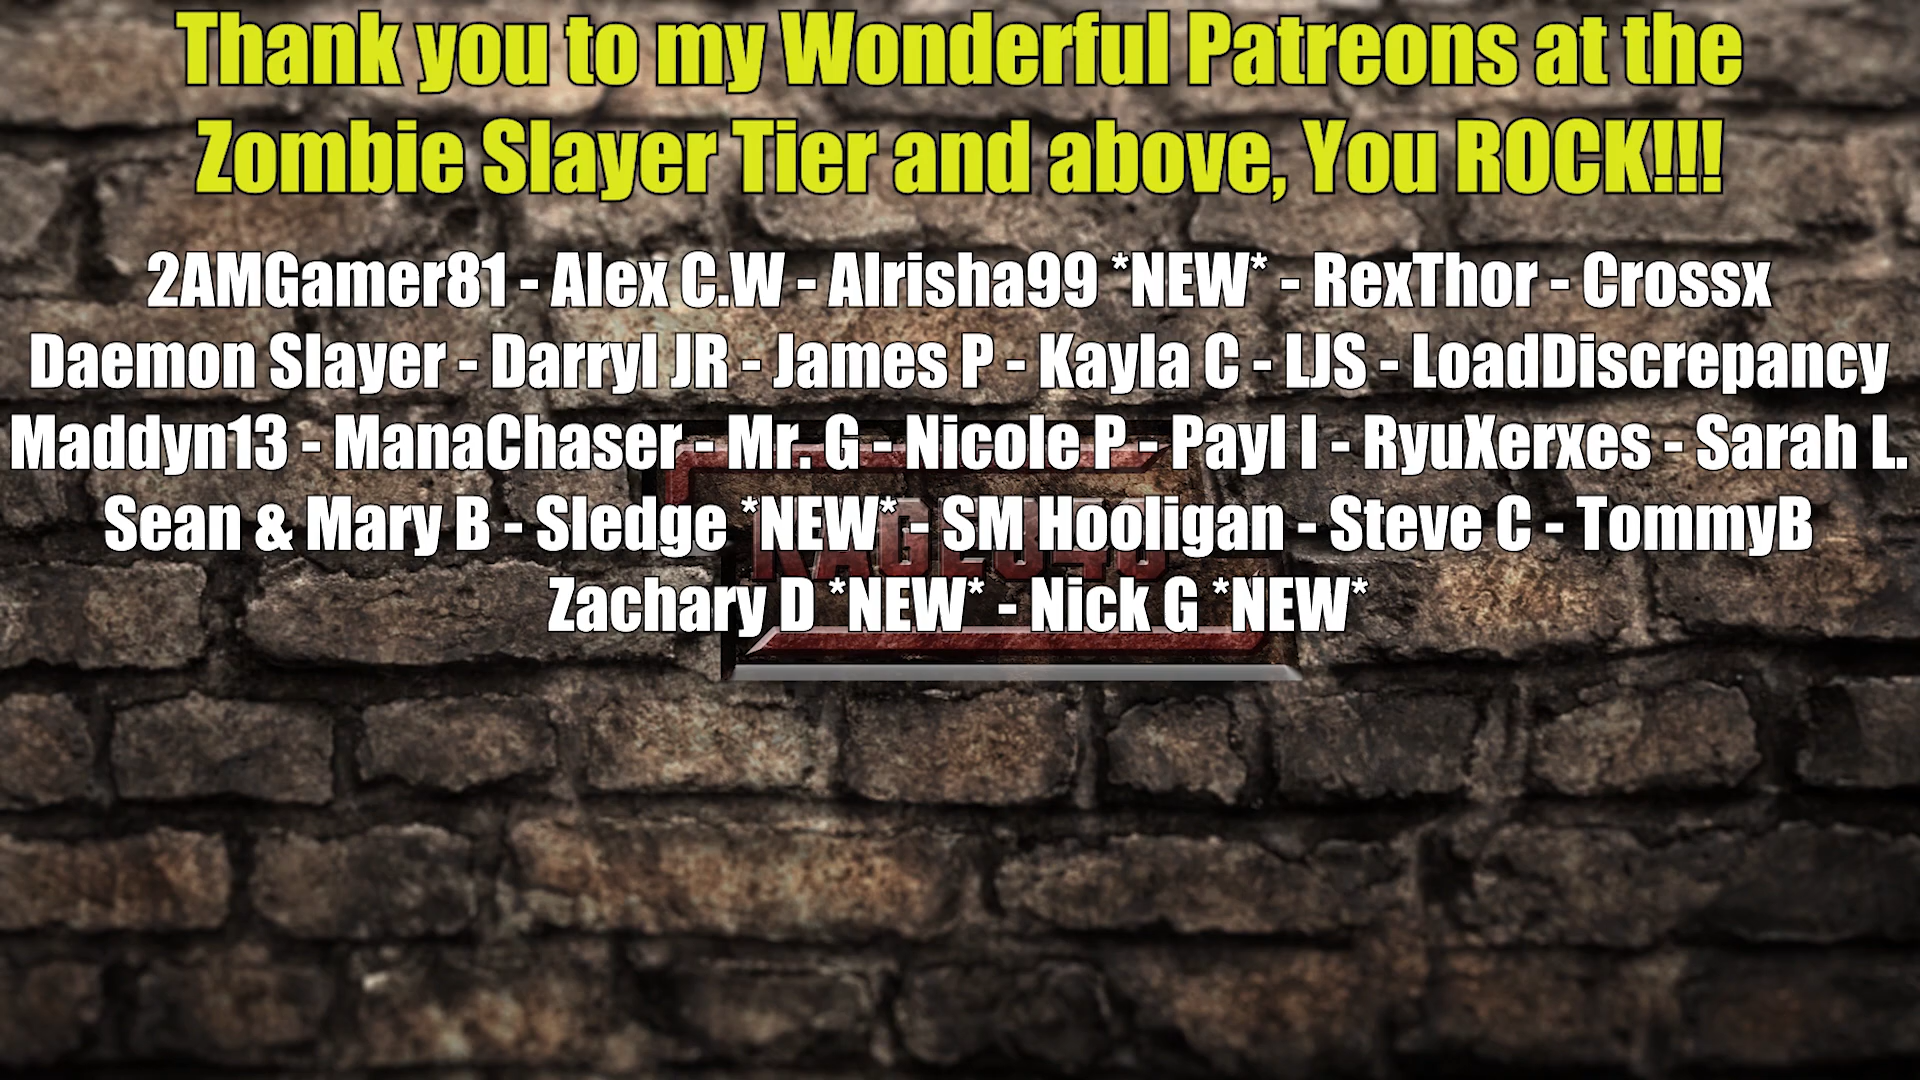 Thank you to my Wonderful Patreons at the
Zombie Slayer Tier and above, You ROCK!!!
2AMGamer81 - Alex C.W - Alrisha99 *NEW* - RexThor - Crossx
Daemon Slayer - Darryl JR - James P - Kayla C - LJS - LoadDiscrepancy
Maddyn13 - ManaChaser - Mr. G - Nicole P - Payl I - RyuXerxes - Sarah L.
Sean & Mary B - Sledge *NEW* - SM Hooligan - Steve C - TommyB
Zachary D *NEW* - Nick G *NEW*